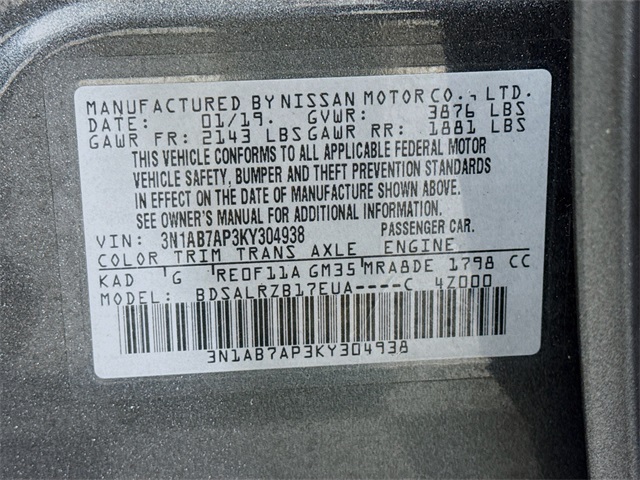 MANUFACTURED BY NISSAN MOTOR CO., LTD.
DATE: 01/19. GVWR: 3876 LBS
GAWR FR: 2143 LBS GAWR RR: 1881 LBS
THIS VEHICLE CONFORMS TO ALL APPLICABLE FEDERAL MOTOR
VEHICLE SAFETY, BUMPER AND THEFT PREVENTION STANDARDS
IN EFFECT ON THE DATE OF MANUFACTURE SHOWN ABOVE.
SEE OWNER'S MANUAL FOR ADDITIONAL INFORMATION.
VIN: 3N1AB7AP3KY304938 PASSENGER CAR.
COLOR TRIM TRANS AXLE ENGINE
KAD G RE0F11A GM35 MRA8DE 1798 CC
MODEL: BDSALRZB17EUA----C 4Z000
3N1AB7AP3KY304938